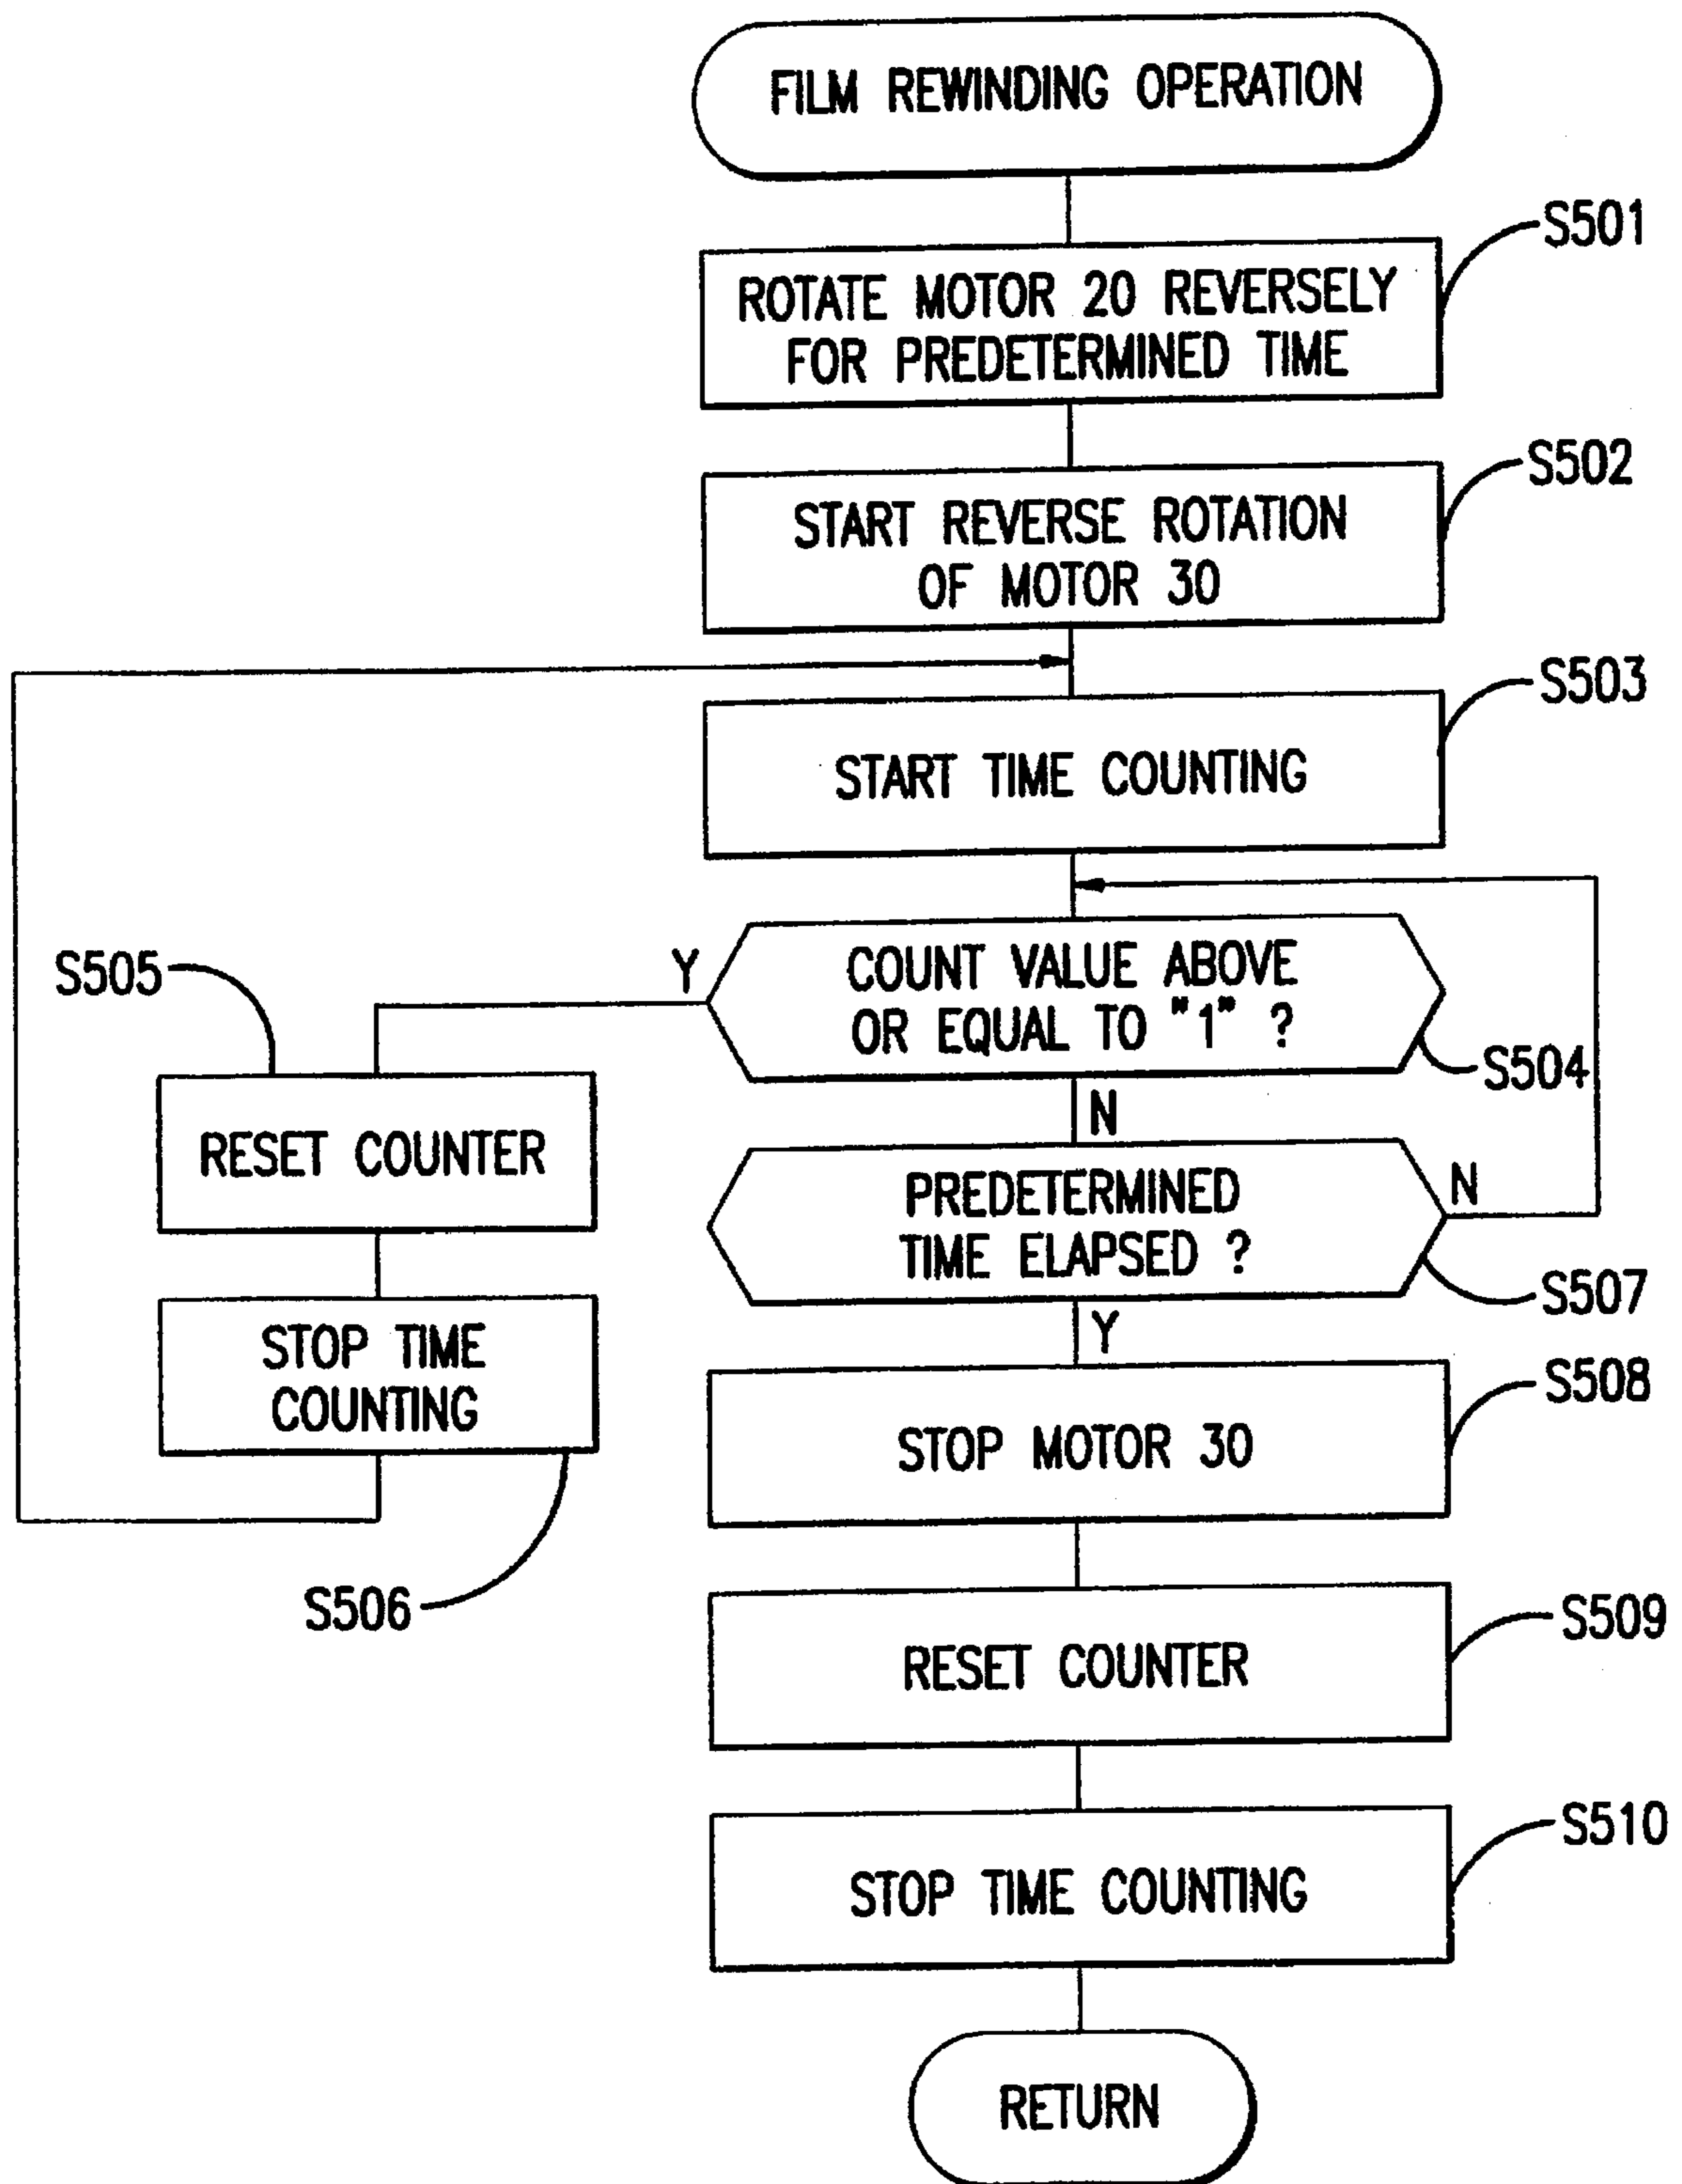 FILM REWINDING OPERATION
S501
ROTATE MOTOR 20 REVERSELY
FOR PREDETERMINED TIME
S502
START REVERSE ROTATION
OF MOTOR 30
S503
START TIME COUNTING
S505
Y
COUNT VALUE ABOVE
OR EQUAL TO "1" ?
S504
N
RESET COUNTER
PREDETERMINED
TIME ELAPSED ?
N
S507
Y
STOP TIME
COUNTING
S506
S508
STOP MOTOR 30
S509
RESET COUNTER
S510
STOP TIME COUNTING
RETURN